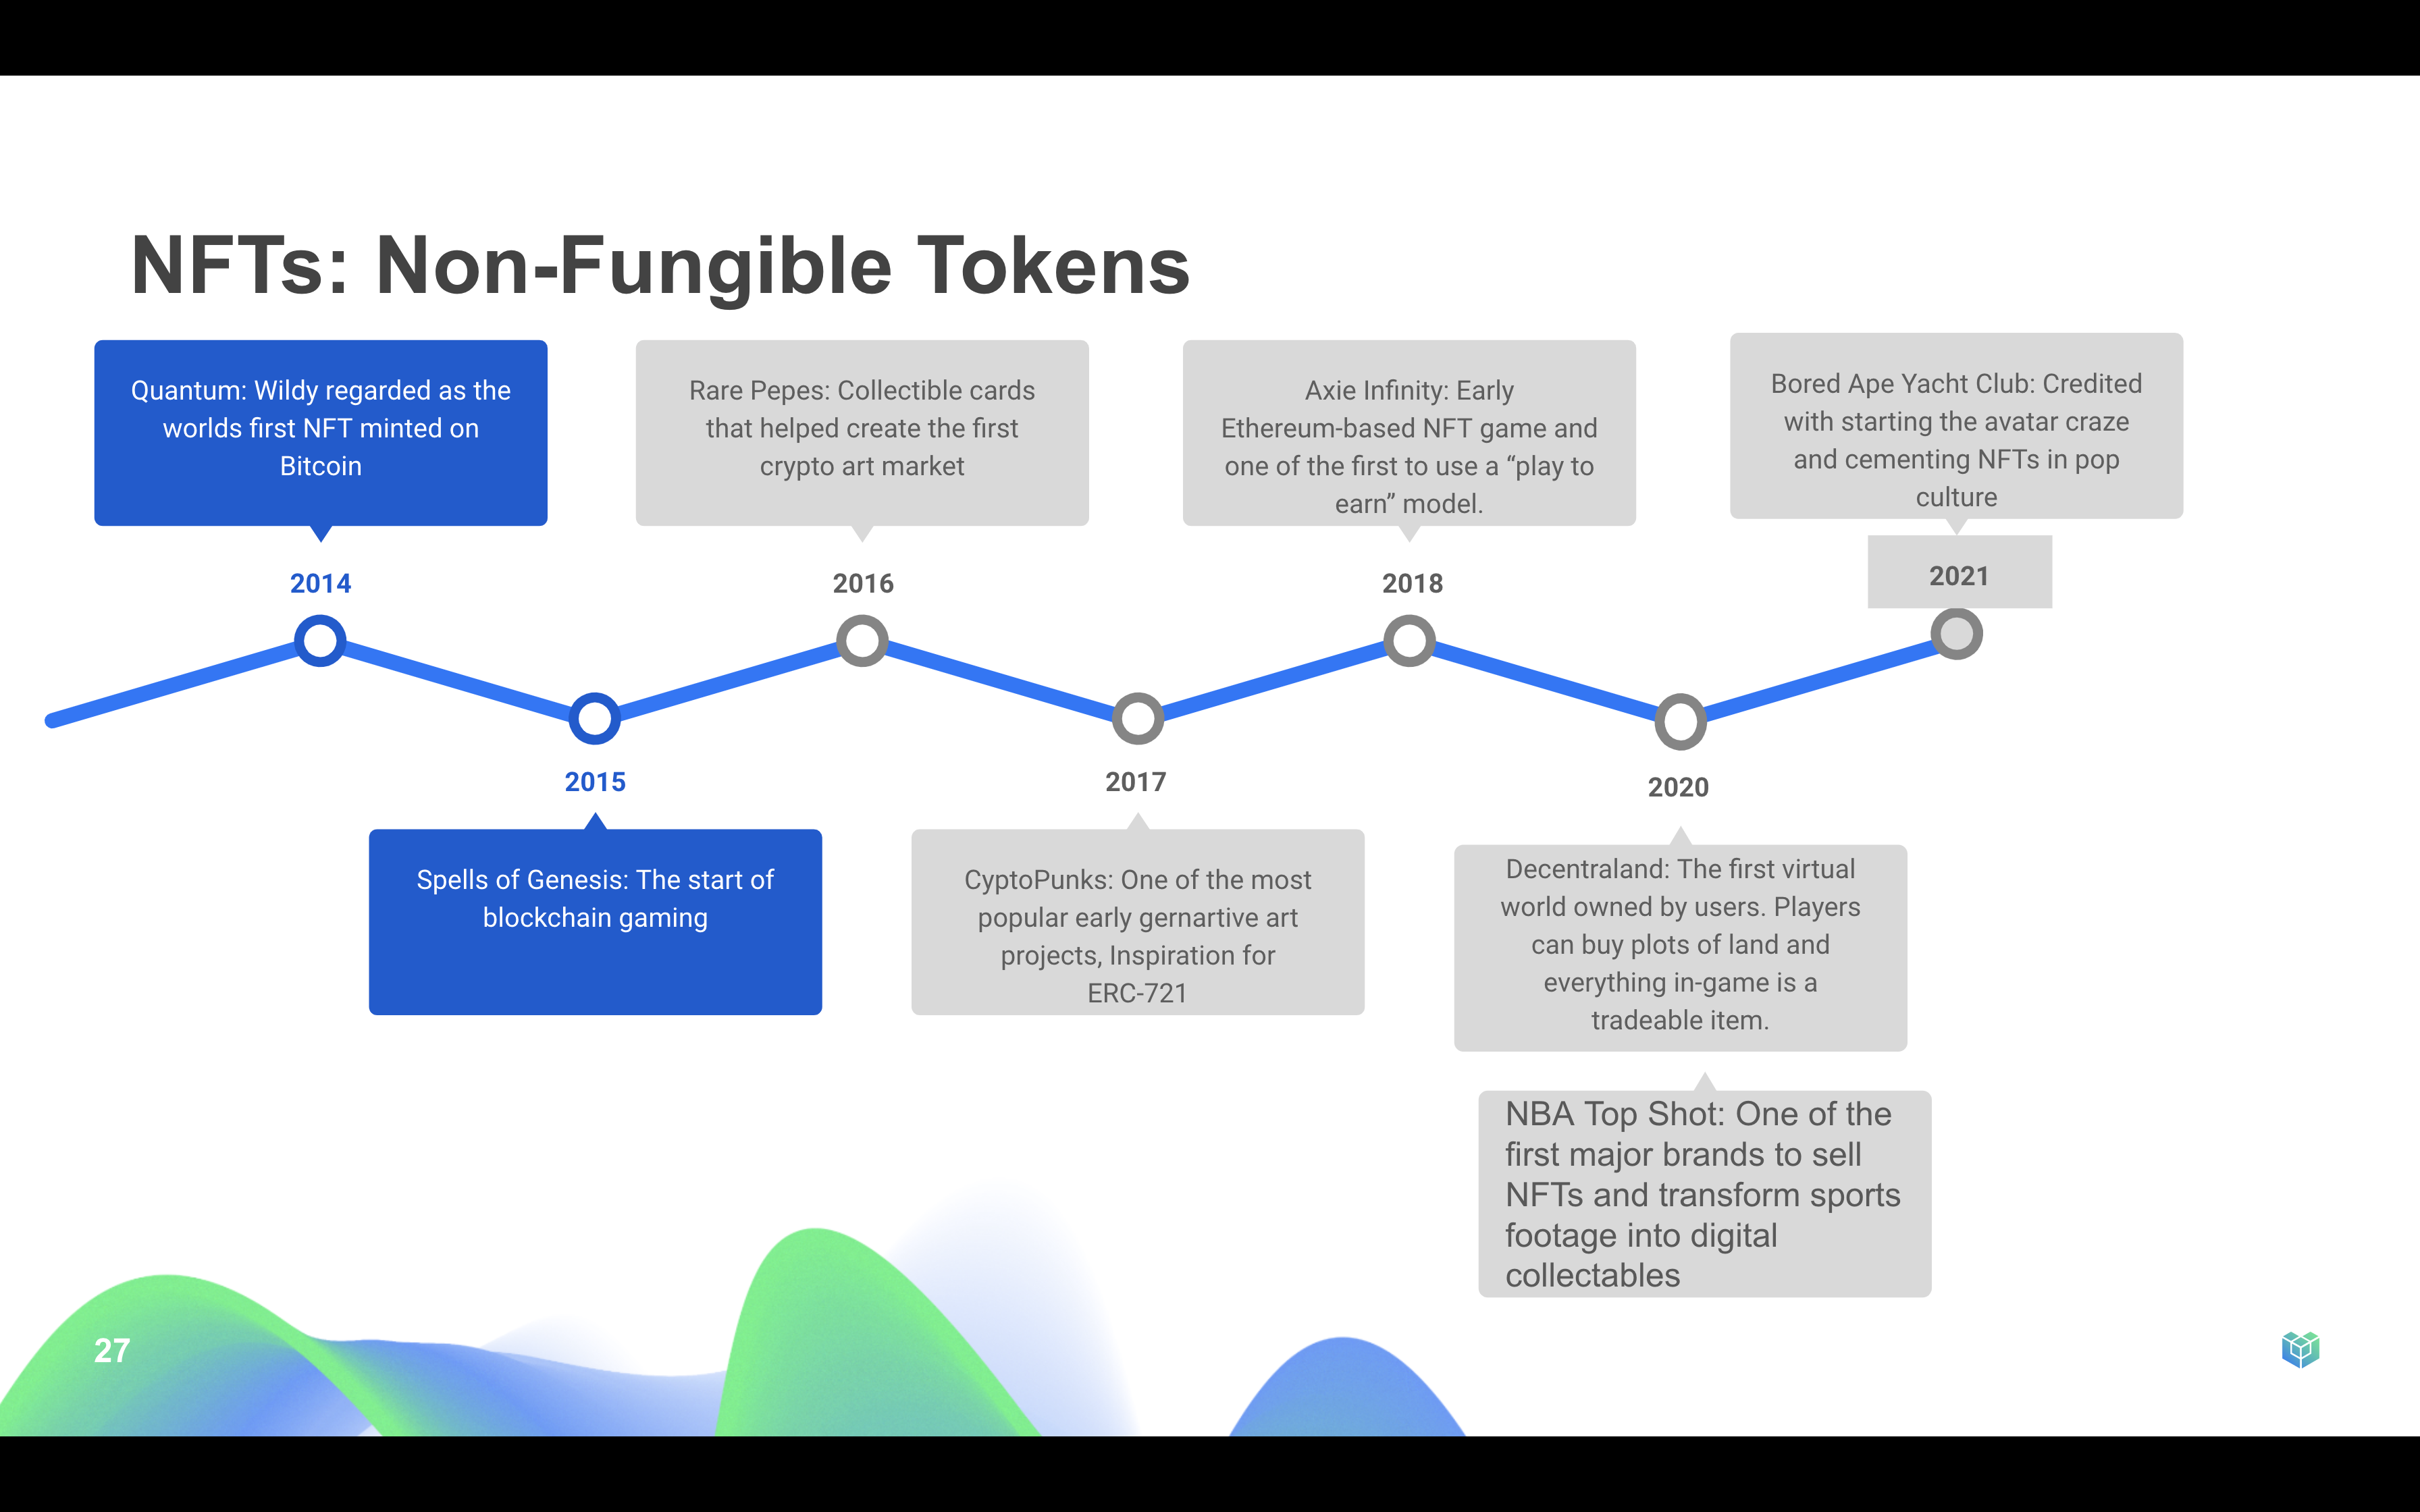 NFTs: Non-Fungible Tokens
Quantum: Wildy regarded as the
worlds first NFT minted on
Bitcoin
2014
Spells of Genesis: The start of
blockchain gaming
2015
Rare Pepes: Collectible cards
that helped create the first
crypto art market
2016
CyptoPunks: One of the most
popular early gernartive art
projects, Inspiration for
ERC-721
2017
Axie Infinity: Early
Ethereum-based NFT game and
one of the first to use a “play to
earn” model.
2018
2020
Decentraland: The first virtual
world owned by users. Players
can buy plots of land and
everything in-game is a
tradeable item.
NBA Top Shot: One of the
first major brands to sell
NFTs and transform sports
footage into digital
collectables
Bored Ape Yacht Club: Credited
with starting the avatar craze
and cementing NFTs in pop
culture
2021
27